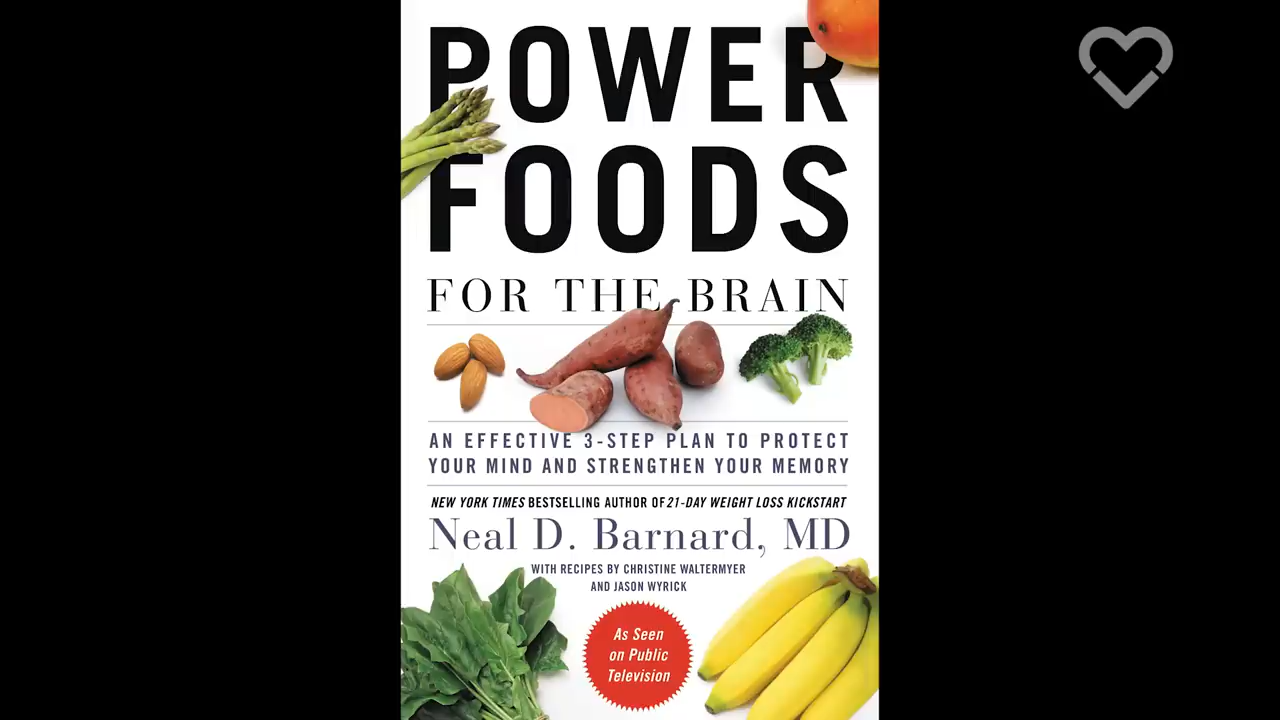 POWER
FOODS
FOR THE BRAIN
AN EFFECTIVE 3-STEP PLAN TO PROTECT
YOUR MIND AND STRENGTHEN YOUR MEMORY
NEW YORK TIMES BESTSELLING AUTHOR OF 21-DAY WEIGHT LOSS KICKSTART
Neal D. Barnard, MD
WITH RECIPES BY CHRISTINE WALTERMYER
AND JASON WYRICK
As Seen
on Public
Television